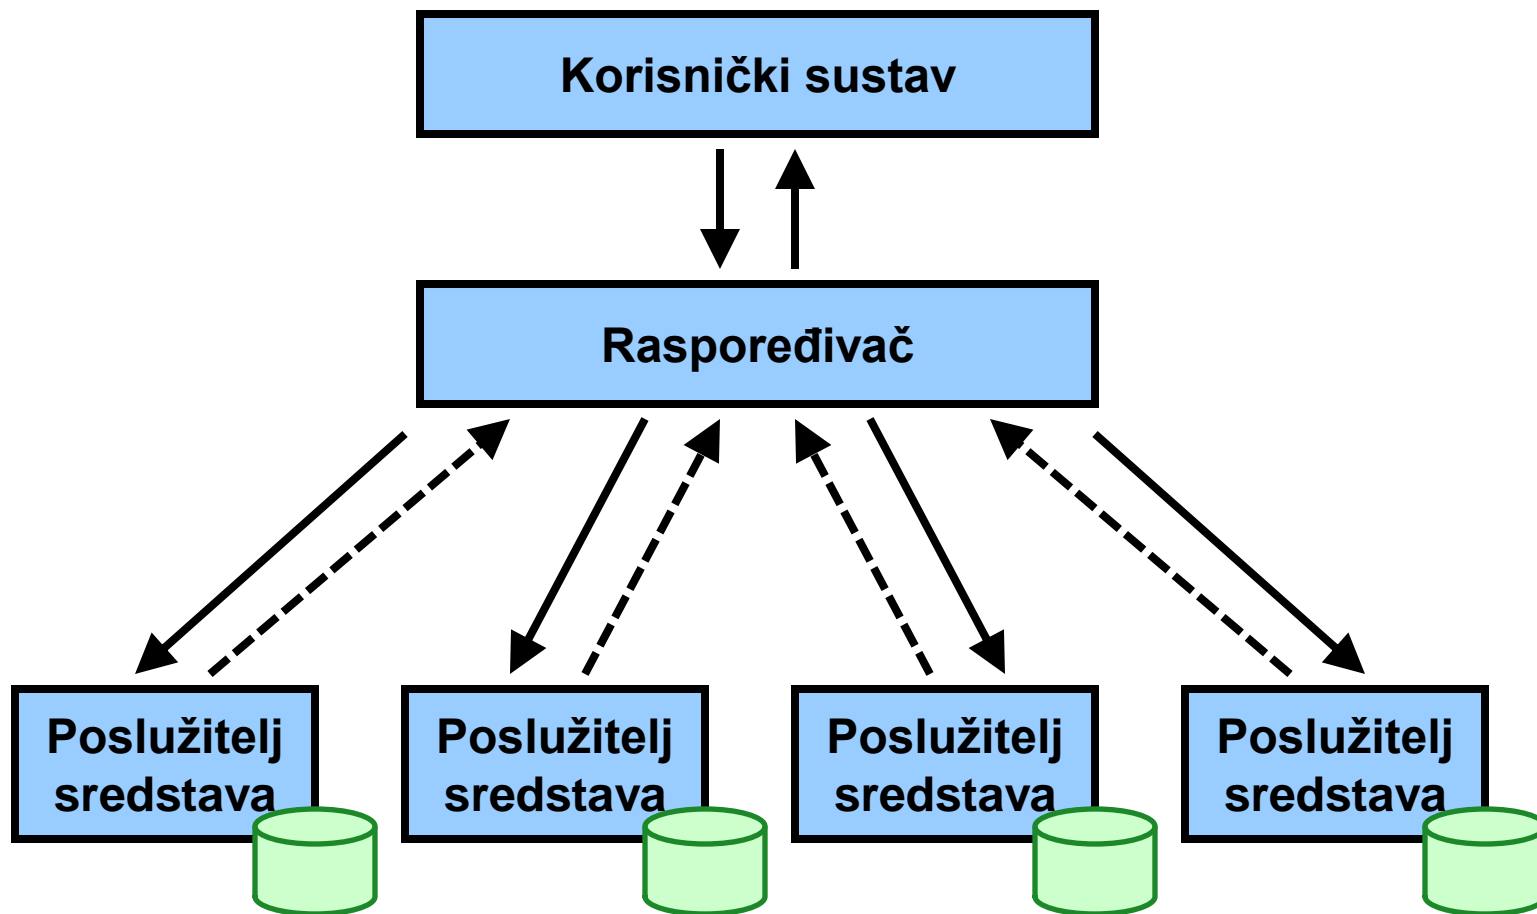 Korisnički sustav
Raspoređivač
Poslužitelj
sredstava
Poslužitelj
sredstava
Poslužitelj
sredstava
Poslužitelj
sredstava